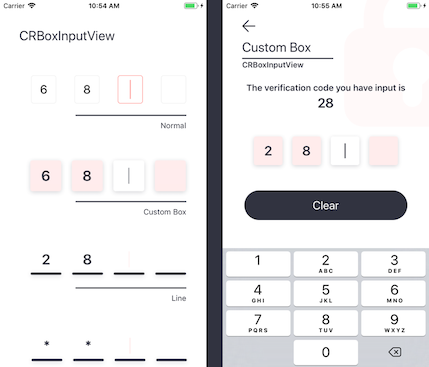 Carrier 10:54 AM
CRBoxInputView
6 8
Normal
6 8
Custom Box
2 8
Line
* *
Carrier 10:55 AM
Custom Box
CRBoxInputView
The verification code you have input is
28
2 8
Clear
1 2 3
ABC DEF
4 5 6
GHI JKL MNO
7 8 9
PQRS TUV WXYZ
0